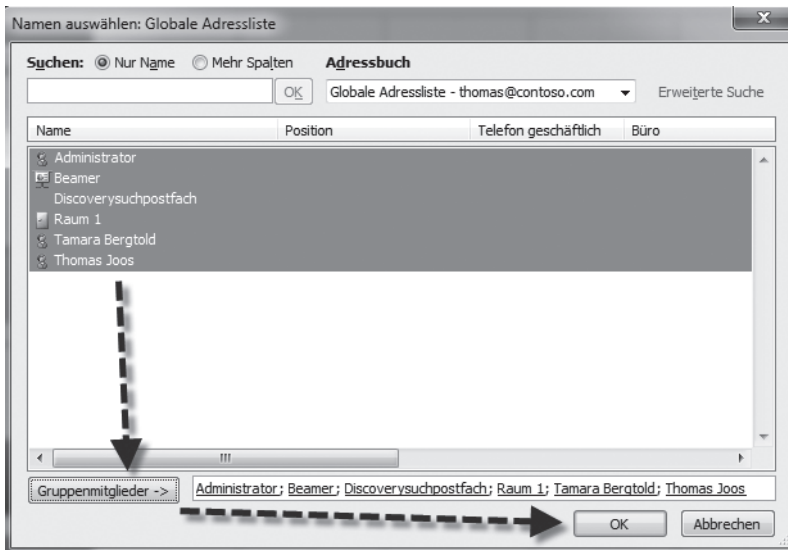 Namen auswählen: Globale Adressliste
Suchen: Nur Name Mehr Spalten Adressbuch
OK Globale Adressliste - thomas@contoso.com Erweiterte Suche
Name Position Telefon geschäftlich Büro
Administrator
Beamer
Discoverysuchpostfach
Raum 1
Tamara Bergtold
Thomas Joos
Gruppenmitglieder -> Administrator; Beamer; Discoverysuchpostfach; Raum 1; Tamara Bergtold; Thomas Joos
OK Abbrechen